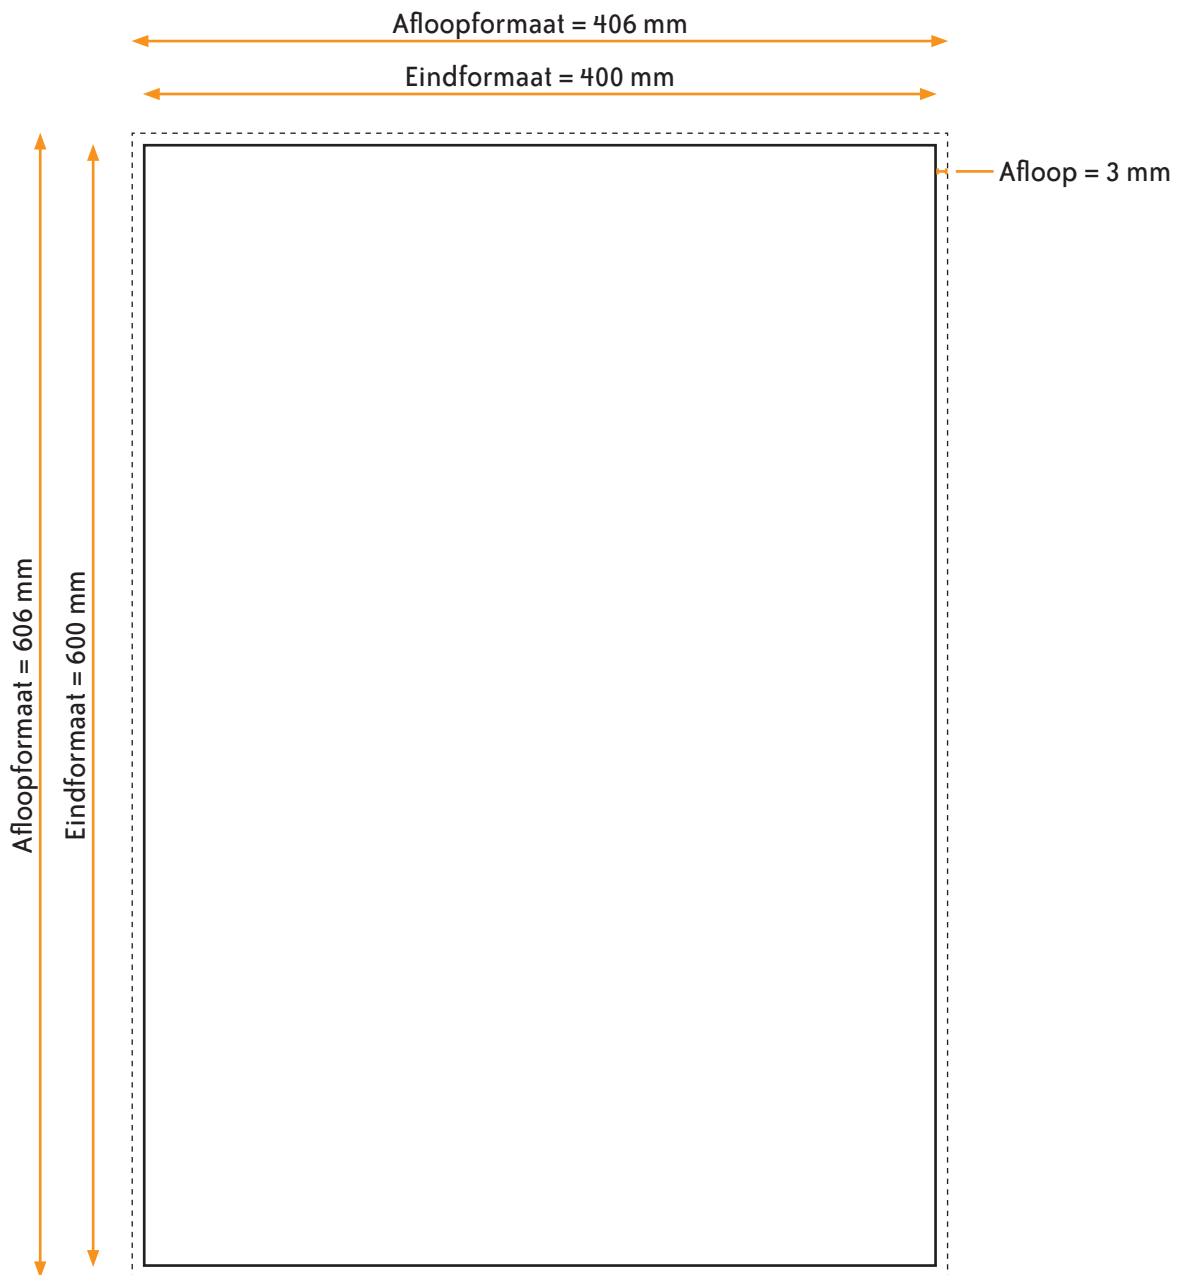 Afloopformaat = 406 mm
Eindformaat = 400 mm
Afloop = 3 mm
Afloopformaat = 606 mm
Eindformaat = 600 mm